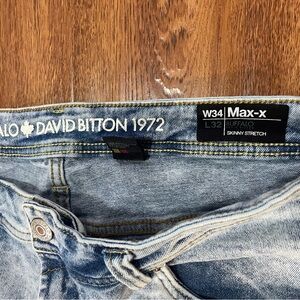 ALO DAVID BITTON 1972
W34 Max-x
L32 BUFFALO
SKINNY STRETCH